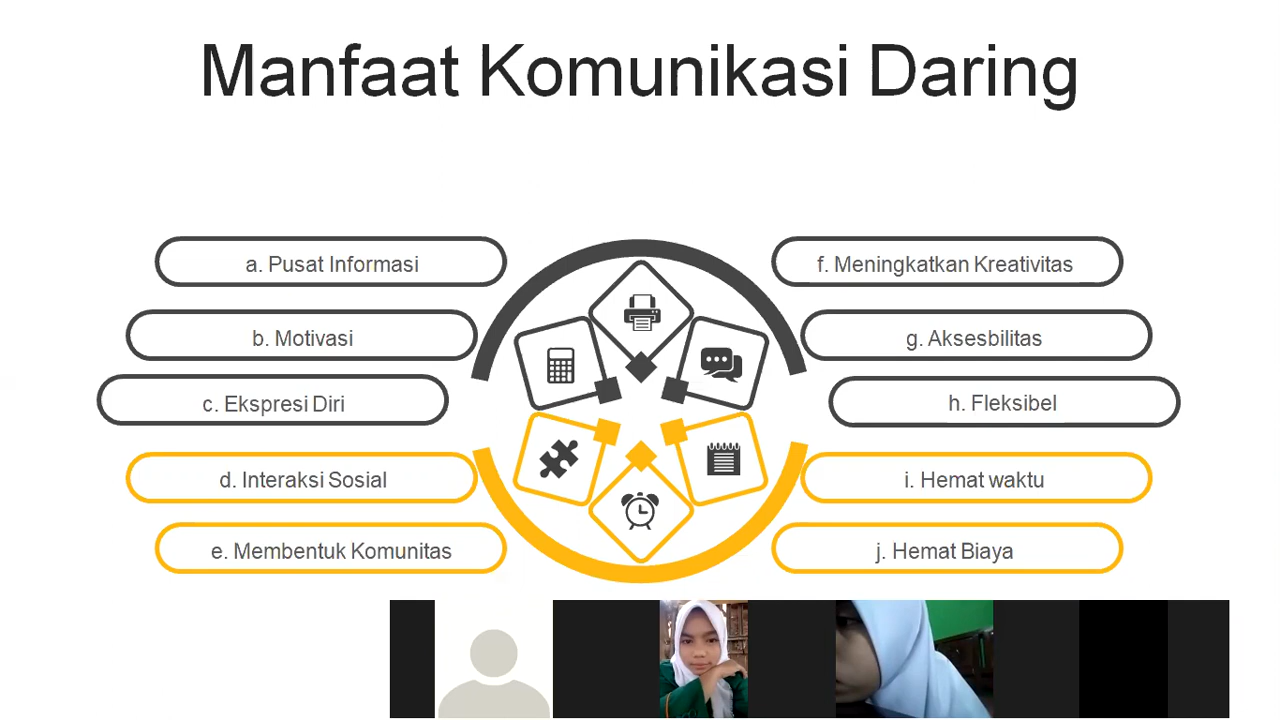 Manfaat Komunikasi Daring
a. Pusat Informasi
b. Motivasi
c. Ekspresi Diri
d. Interaksi Sosial
e. Membentuk Komunitas
f. Meningkatkan Kreativitas
g. Aksesbilitas
h. Fleksibel
i. Hemat waktu
j. Hemat Biaya